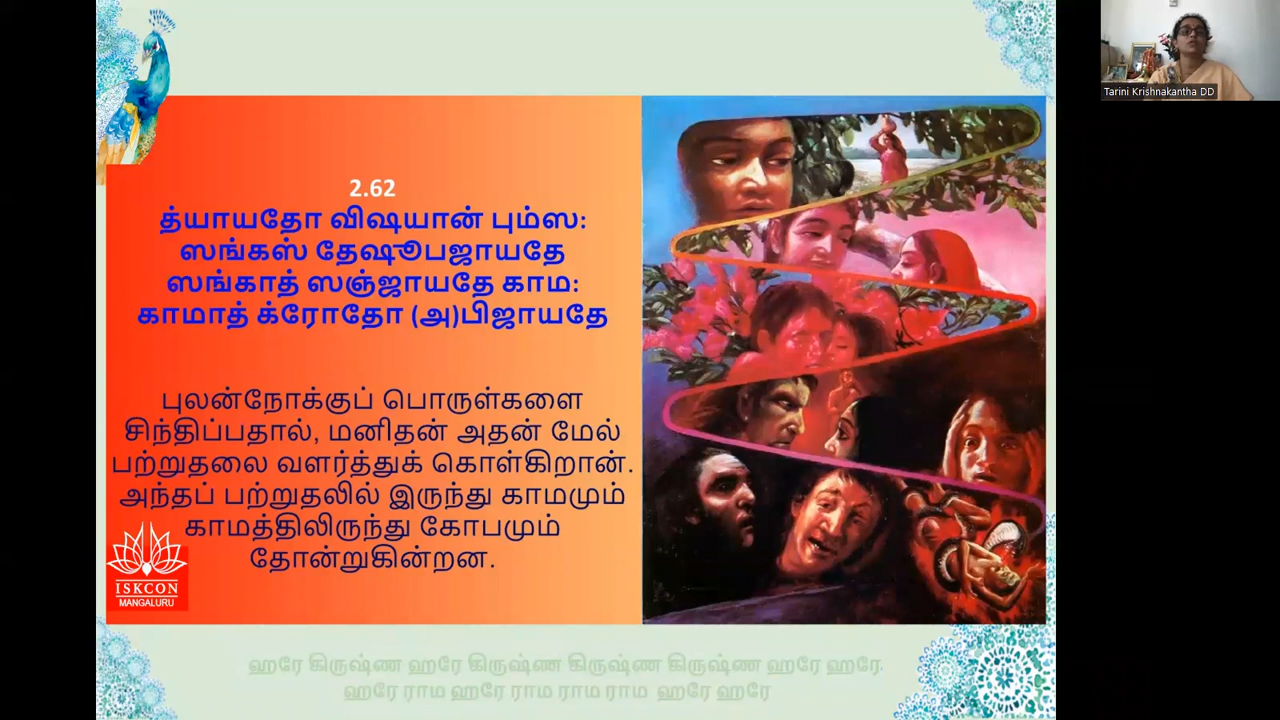 Tarini Krishnakantha DD
2.62
த்யாயதோ விஷயான் பும்ஸ:
ஸங்கஸ் தேஷூபஜாயதே
ஸங்காத் ஸஞ்ஜாயதே காம:
காமாத் க்ரோதோ (அ)பிஜாயதே
புலன்நோக்குப் பொருள்களை
சிந்திப்பதால், மனிதன் அதன் மேல்
பற்றுதலை வளர்த்துக் கொள்கிறான்.
அந்தப் பற்றுதலில் இருந்து காமமும்
காமத்திலிருந்து கோபமும்
தோன்றுகின்றன.
ISKCON
MANGALURU
ஹரே கிருஷ்ண ஹரே கிருஷ்ண கிருஷ்ண கிருஷ்ண ஹரே ஹரே.
ஹரே ராம ஹரே ராம ராம ராம ஹரே ஹரே